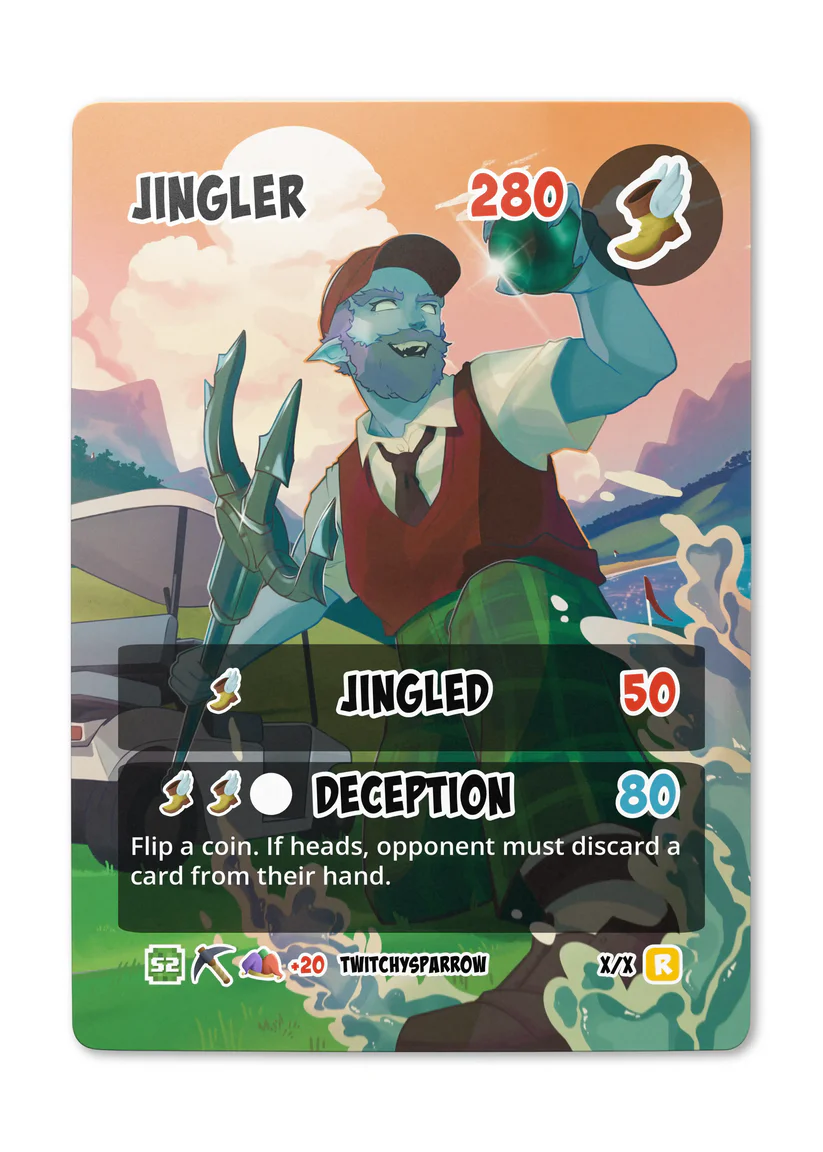 JINGLER 280
JINGLED 50
DECEPTION 80
Flip a coin. If heads, opponent must discard a
card from their hand.
S2 +20 TWITCHYSPARROW X/X R